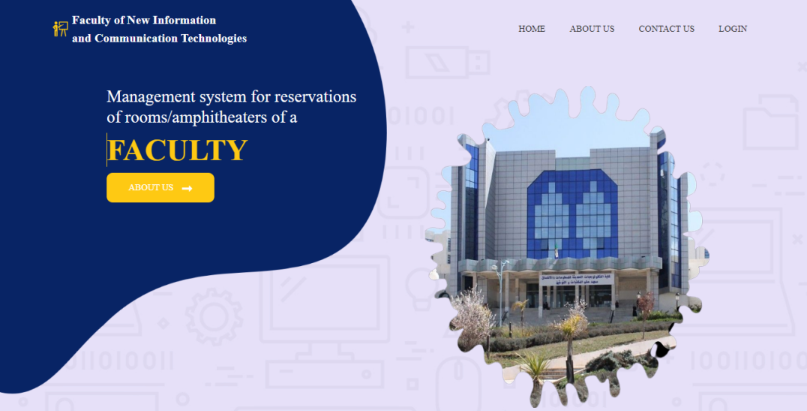 Faculty of New Information
and Communication Technologies
HOME ABOUT US CONTACT US LOGIN
Management system for reservations
of rooms/amphitheaters of a
FACULTY
ABOUT US